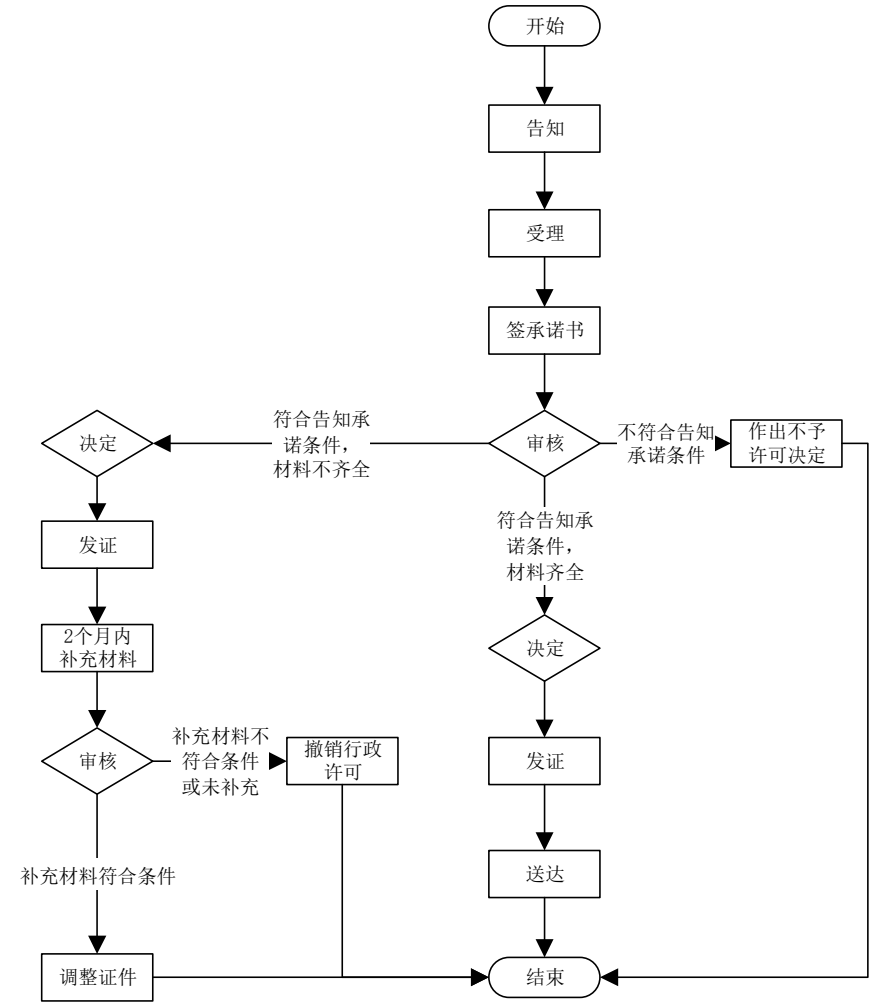 开始
告知
受理
签承诺书
审核
符合告知承
诺条件，
材料不齐全
决定
不符合告知
承诺条件
作出不予
许可决定
符合告知承
诺条件，
材料齐全
发证
决定
2个月内
补充材料
审核
补充材料不
符合条件
或未补充
撤销行政
许可
发证
补充材料符合条件
送达
调整证件
结束